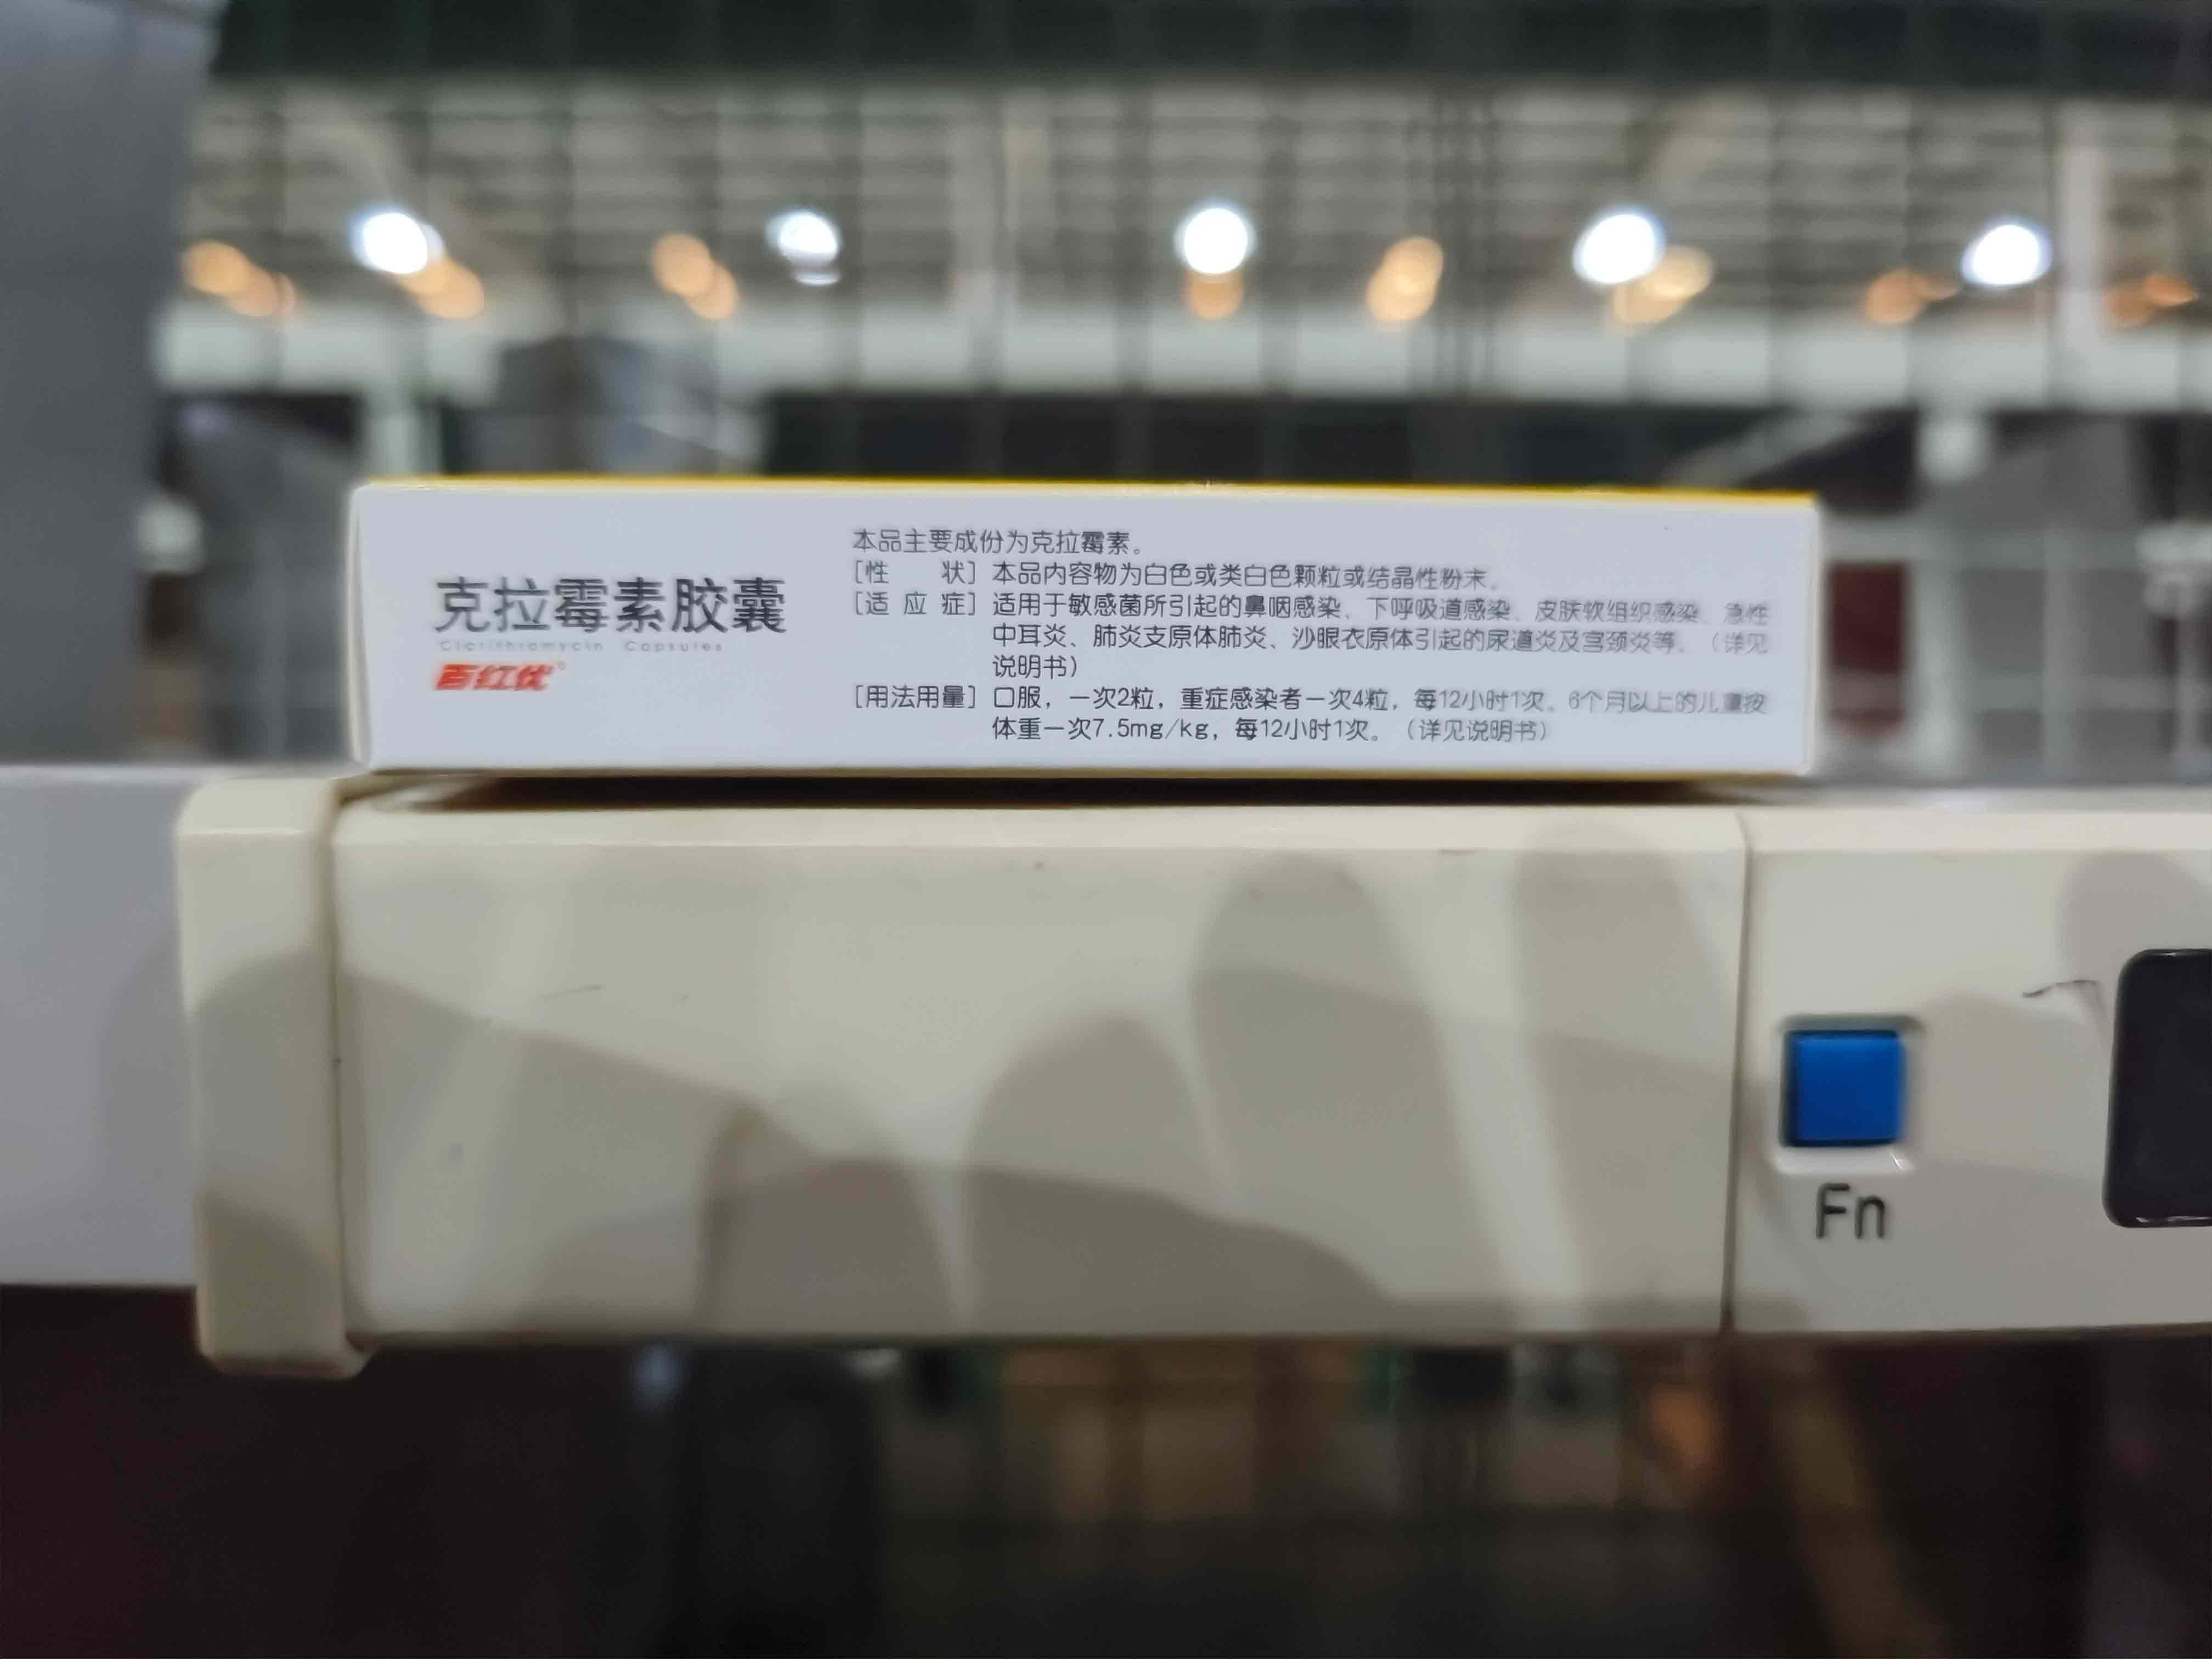 克拉霉素胶囊
Clarithromycin Capsules
百红优®
本品主要成份为克拉霉素。
[性 状] 本品内容物为白色或类白色颗粒或结晶性粉末。
[适 应 症] 适用于敏感菌所引起的鼻咽感染、下呼吸道感染、皮肤软组织感染、急性
中耳炎、肺炎支原体肺炎、沙眼衣原体引起的尿道炎及宫颈炎等。（详见
说明书）
[用法用量] 口服，一次2粒，重症感染者一次4粒，每12小时1次。6个月以上的儿童按
体重一次7.5mg/kg，每12小时1次。（详见说明书）
Fn